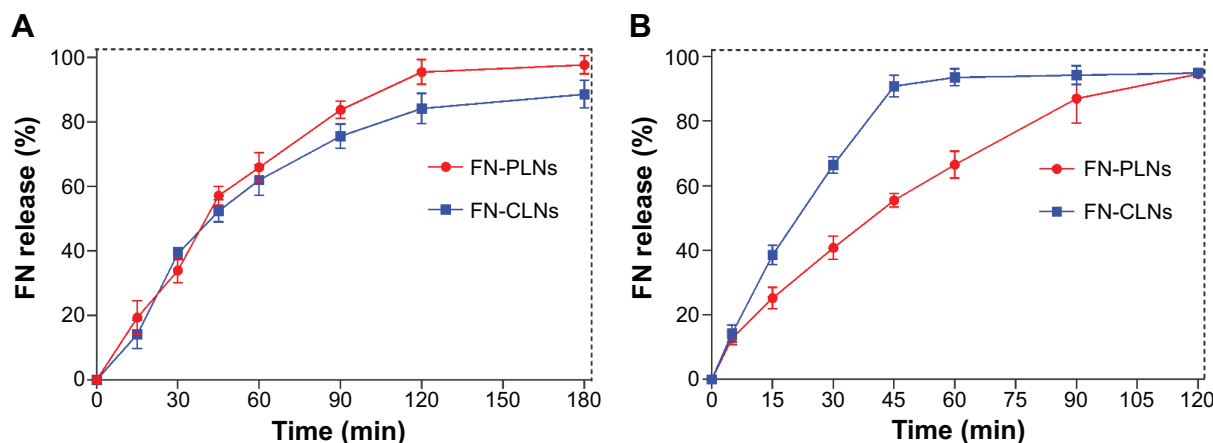 A
FN release (%)
100
80
60
40
20
0
FN-PLNs
FN-CLNs
0 30 60 90 120 150 180
Time (min)
B
FN release (%)
100
80
60
40
20
0
FN-PLNs
FN-CLNs
0 15 30 45 60 75 90 105 120
Time (min)